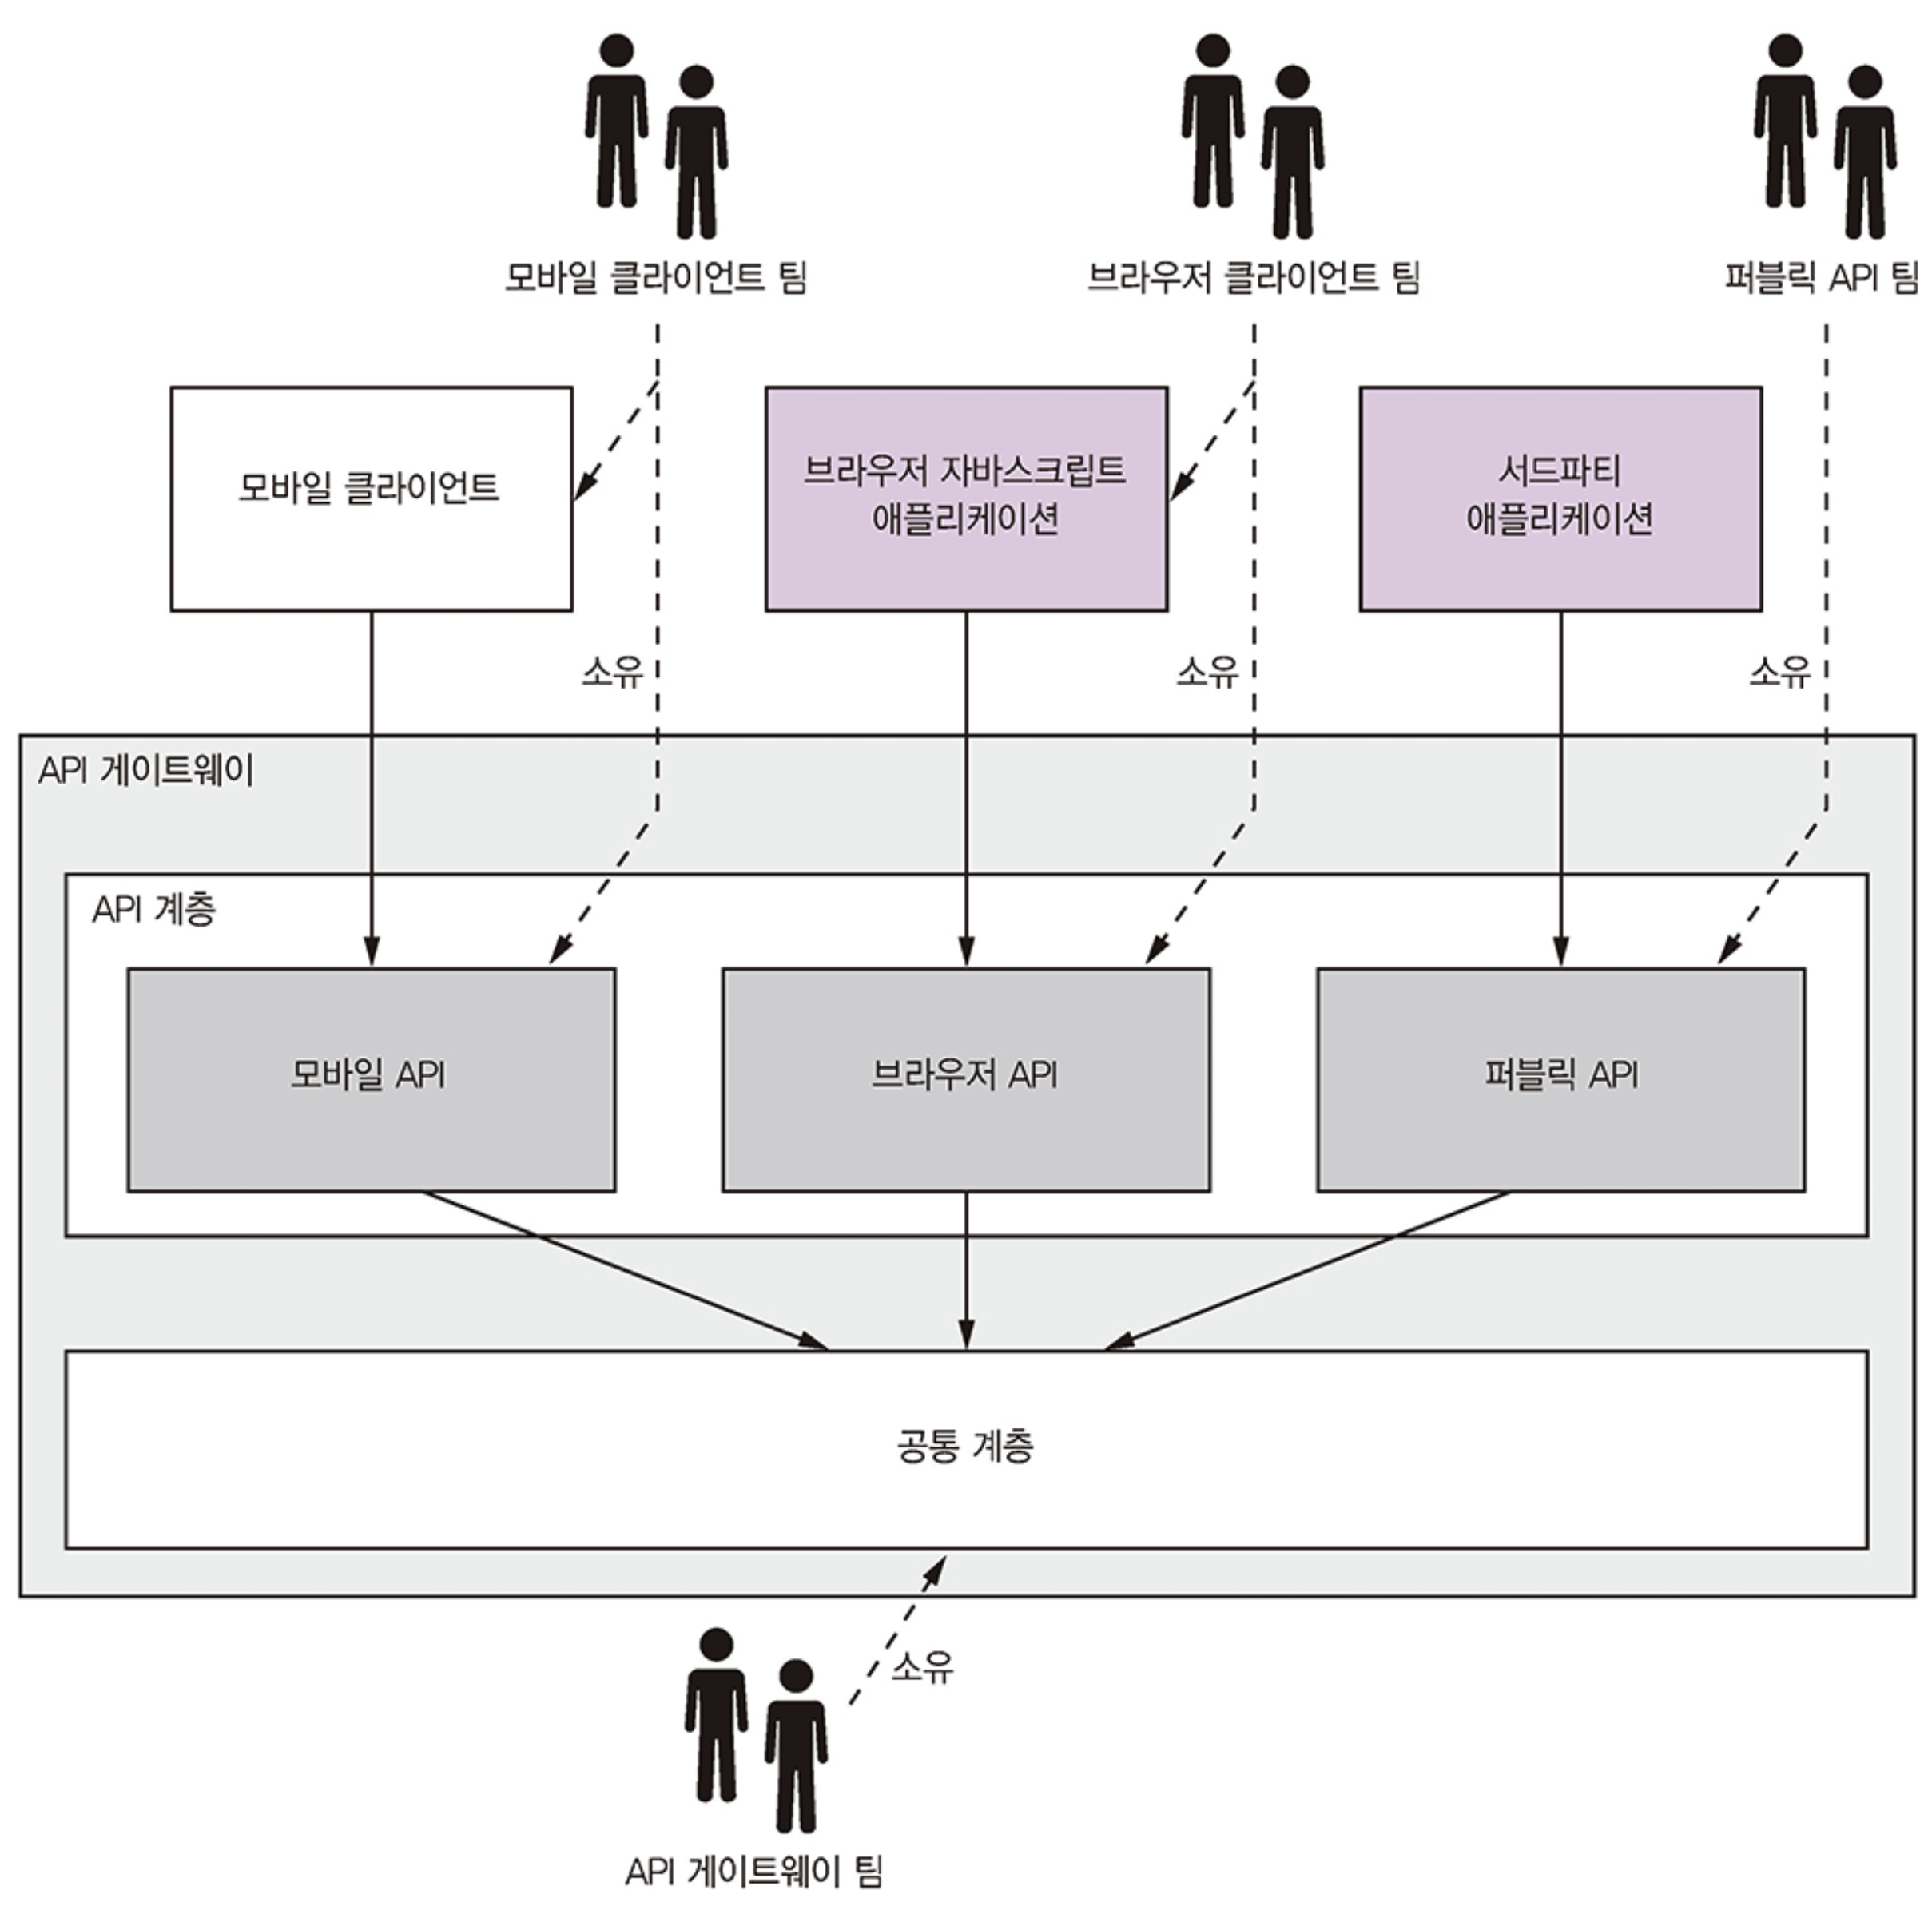 모바일 클라이언트 팀
브라우저 클라이언트 팀
퍼블릭 API 팀
모바일 클라이언트
브라우저 자바스크립트
애플리케이션
서드파티
애플리케이션
소유
소유
소유
API 게이트웨이
API 계층
모바일 API
브라우저 API
퍼블릭 API
공통 계층
소유
API 게이트웨이 팀